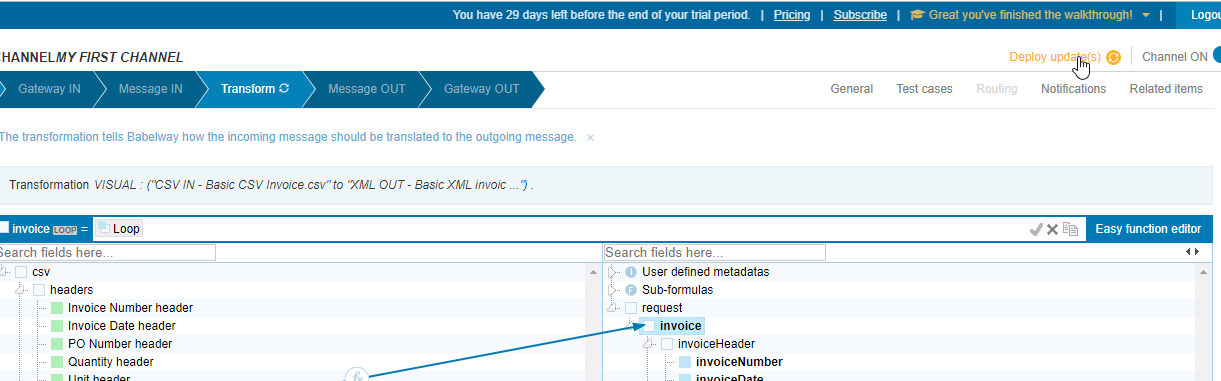 You have 29 days left before the end of your trial period. | Pricing | Subscribe | Great you've finished the walkthrough! | Logou
CHANNEL MY FIRST CHANNEL
Deploy update(s) Channel ON
Gateway IN Message IN Transform Message OUT Gateway OUT General Test cases Routing Notifications Related items
The transformation tells Babelway how the incoming message should be translated to the outgoing message. ×
Transformation VISUAL : ("CSV IN - Basic CSV Invoice.csv" to "XML OUT - Basic XML invoic ...") .
invoice LOOP = Loop Easy function editor
Search fields here... Search fields here...
csv User defined metadatas
headers Sub-formulas
Invoice Number header request
Invoice Date header invoice
PO Number header invoiceHeader
Quantity header invoiceNumber
Unit header invoiceDate